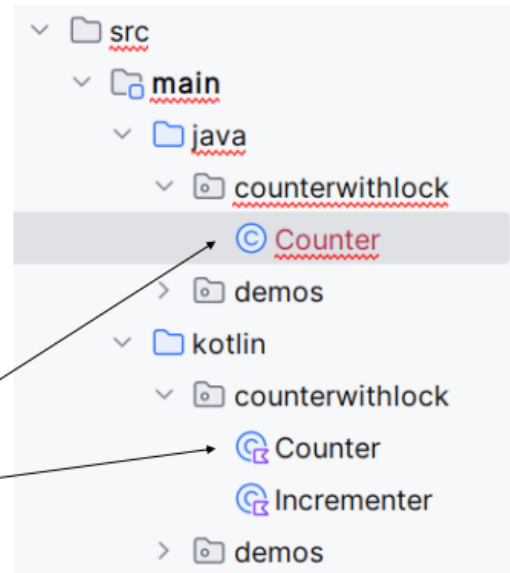 src
main
java
counterwithlock
Counter
demos
kotlin
counterwithlock
Counter
Incrementer
demos